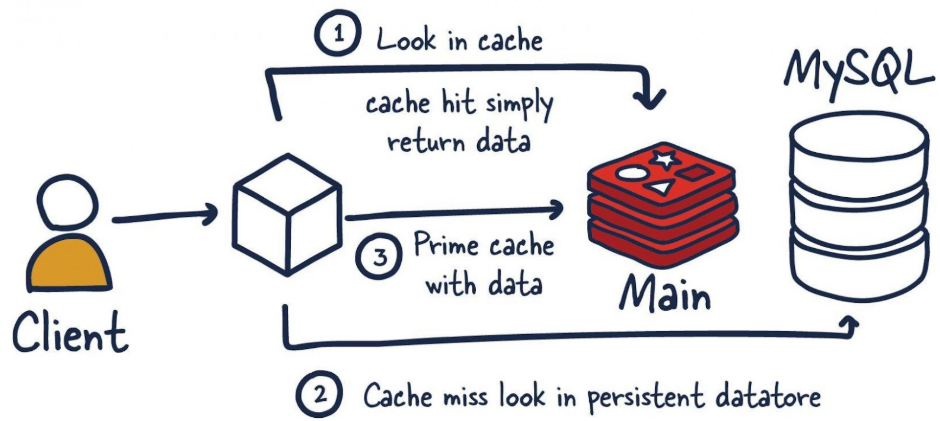 1 Look in cache
cache hit simply
return data
MySQL
3 Prime cache
with data
Main
Client
2 Cache miss look in persistent datatore